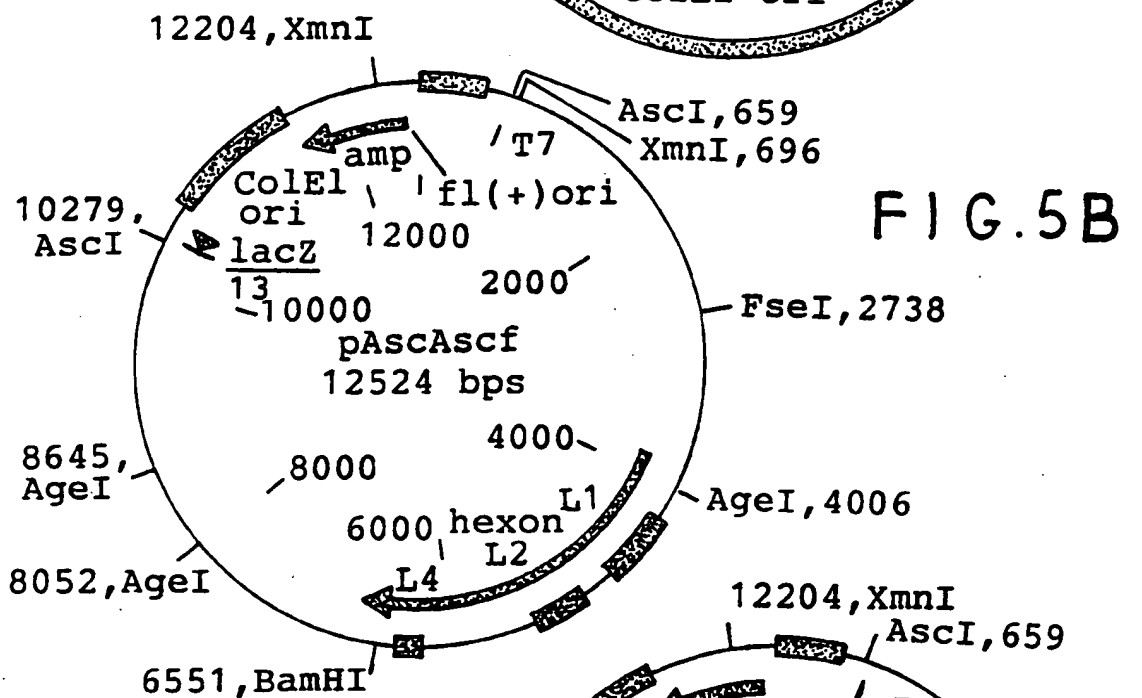 12204,XmnI
AscI,659
XmnI,696
T7
amp
f1(+)ori
ColE1
ori
12000
10279,
AscI
lacZ
13
10000
2000
FIG.5B
FseI,2738
pAscAscf
12524 bps
4000
8645,
AgeI
8000
L1
AgeI,4006
6000
hexon
L2
L4
8052,AgeI
6551,BamHI
12204,XmnI
AscI,659